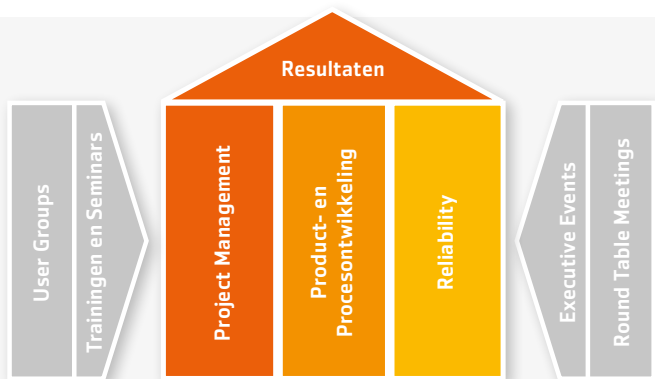 Resultaten
User Groups
Trainingen en Seminars
Project Management
Product- en
Procesontwikkeling
Reliability
Executive Events
Round Table Meetings